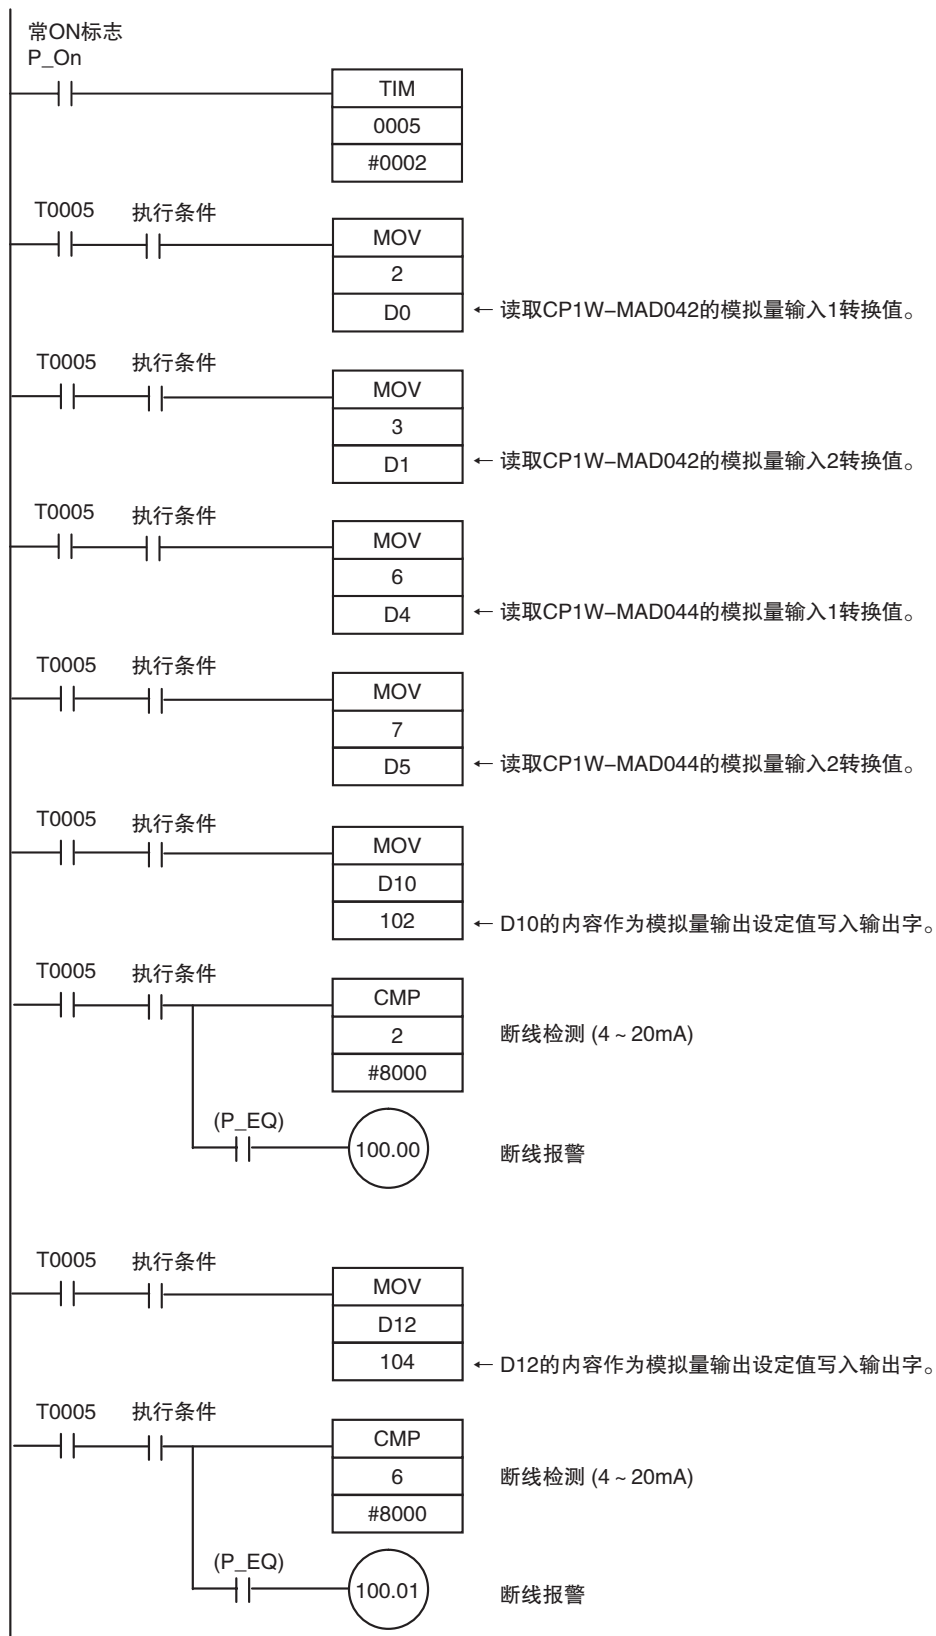 常ON标志
P_On
TIM
0005
#0002
T0005 执行条件
MOV
2
D0 ← 读取CP1W–MAD042的模拟量输入1转换值。
T0005 执行条件
MOV
3
D1 ← 读取CP1W–MAD042的模拟量输入2转换值。
T0005 执行条件
MOV
6
D4 ← 读取CP1W–MAD044的模拟量输入1转换值。
T0005 执行条件
MOV
7
D5 ← 读取CP1W–MAD044的模拟量输入2转换值。
T0005 执行条件
MOV
D10
102 ← D10的内容作为模拟量输出设定值写入输出字。
T0005 执行条件
CMP
2 断线检测 (4 ~ 20mA)
#8000
(P_EQ)
100.00 断线报警
T0005 执行条件
MOV
D12
104 ← D12的内容作为模拟量输出设定值写入输出字。
T0005 执行条件
CMP
6 断线检测 (4 ~ 20mA)
#8000
(P_EQ)
100.01 断线报警